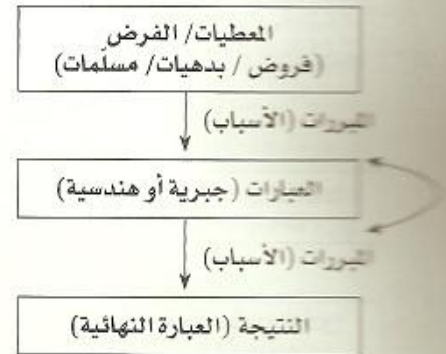 المعطيات/ الفرض
(فروض / بدهيات/ مسلّمات)
المبررات (الأسباب)
العبارات (جبرية أو هندسية)
المبررات (الأسباب)
النتيجة (العبارة النهائية)